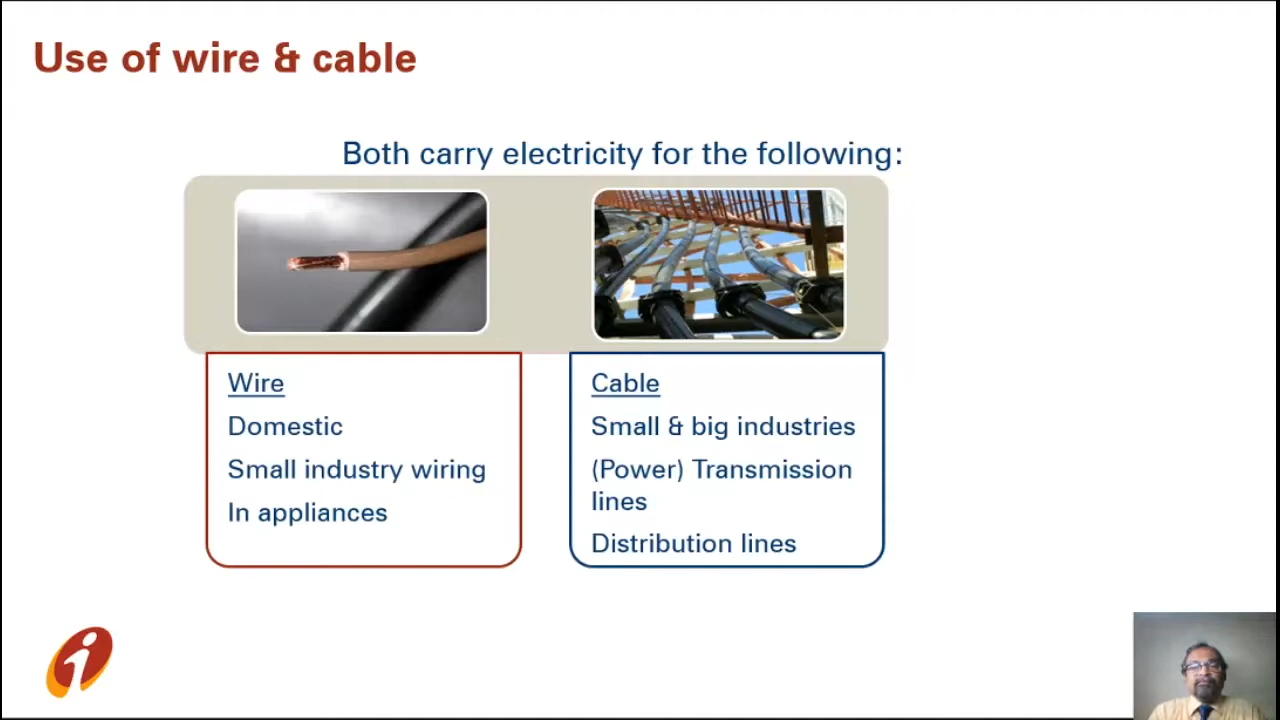 Use of wire & cable
Both carry electricity for the following:
Wire
Domestic
Small industry wiring
In appliances
Cable
Small & big industries
(Power) Transmission
lines
Distribution lines